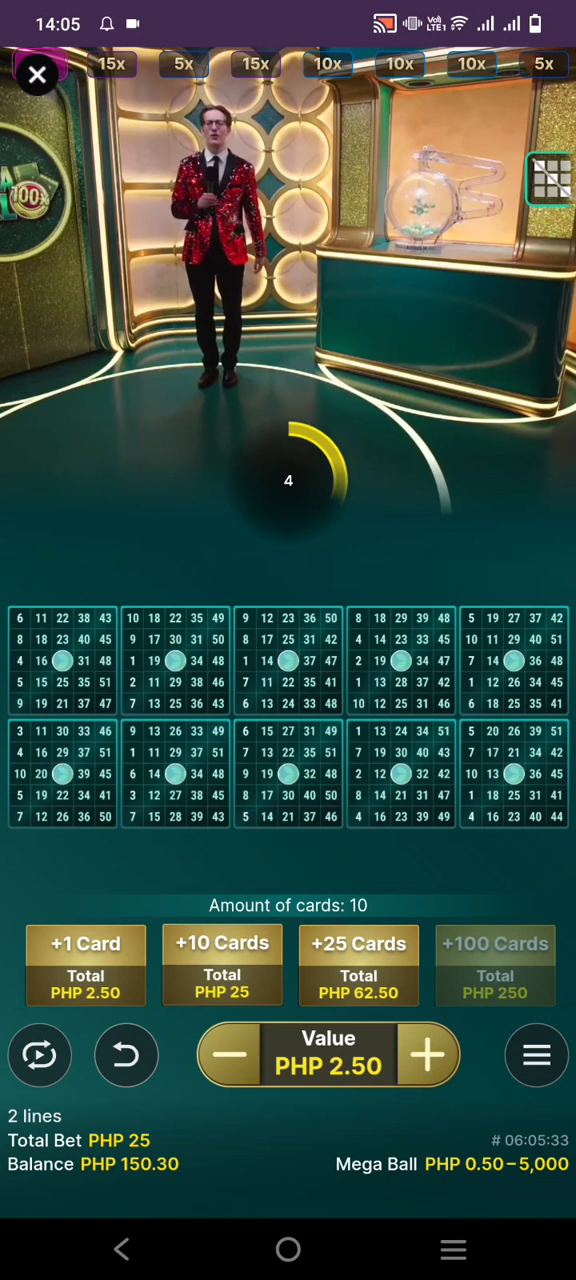 14:05
Vo))
LTE1
15x 5x 15x 10x 10x 10x 5x
100x
4
6 11 22 38 43
8 18 23 40 45
4 16 31 48
5 15 25 35 51
9 19 21 37 47
10 18 22 35 49
9 17 30 31 50
1 19 34 48
2 11 29 38 46
7 13 25 36 43
9 12 23 36 50
8 17 25 31 42
1 14 37 47
7 11 22 35 41
6 13 24 33 48
8 18 29 39 48
4 14 23 33 45
2 19 34 47
1 13 28 37 42
10 12 25 31 46
5 19 27 37 42
10 11 29 40 51
7 14 36 48
1 12 26 34 45
6 18 25 35 41
3 11 30 33 46
4 16 29 37 51
10 20 39 45
5 19 22 34 41
7 12 26 36 50
9 13 26 33 49
1 11 29 37 51
6 14 34 48
3 12 27 38 45
7 15 28 39 43
6 15 27 31 49
7 13 22 35 51
9 19 32 48
8 17 30 40 50
5 14 21 37 46
1 13 24 34 51
7 19 30 40 43
2 12 32 42
8 14 21 31 47
4 16 23 39 49
5 20 26 39 51
7 17 21 34 42
10 13 36 45
1 18 25 31 41
4 16 23 40 44
Amount of cards: 10
+1 Card
Total
PHP 2.50
+10 Cards
Total
PHP 25
+25 Cards
Total
PHP 62.50
+100 Cards
Total
PHP 250
Value
PHP 2.50
2 lines
Total Bet PHP 25
# 06:05:33
Balance PHP 150.30
Mega Ball PHP 0.50–5,000